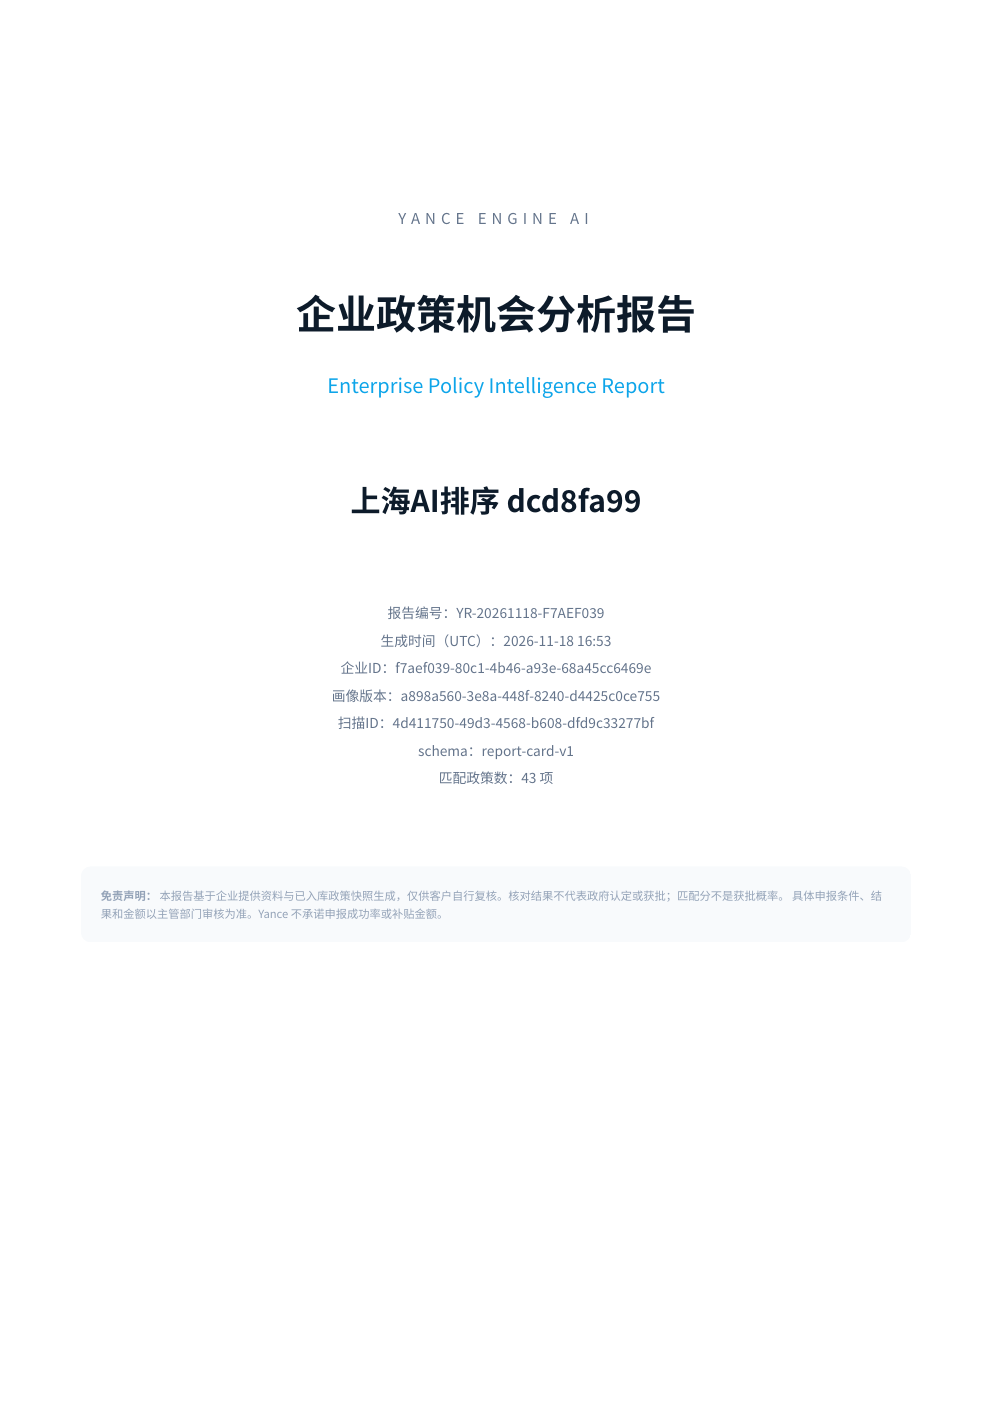 YANCE ENGINE AI
企业政策机会分析报告
Enterprise Policy Intelligence Report
上海AI排序 dcd8fa99
报告编号：YR-20261118-F7AEF039
生成时间（UTC）：2026-11-18 16:53
企业ID：f7aef039-80c1-4b46-a93e-68a45cc6469e
画像版本：a898a560-3e8a-448f-8240-d4425c0ce755
扫描ID：4d411750-49d3-4568-b608-dfd9c33277bf
schema：report-card-v1
匹配政策数：43 项
免责声明： 本报告基于企业提供资料与已入库政策快照生成，仅供客户自行复核。核对结果不代表政府认定或获批；匹配分不是获批概率。 具体申报条件、结
果和金额以主管部门审核为准。Yance 不承诺申报成功率或补贴金额。